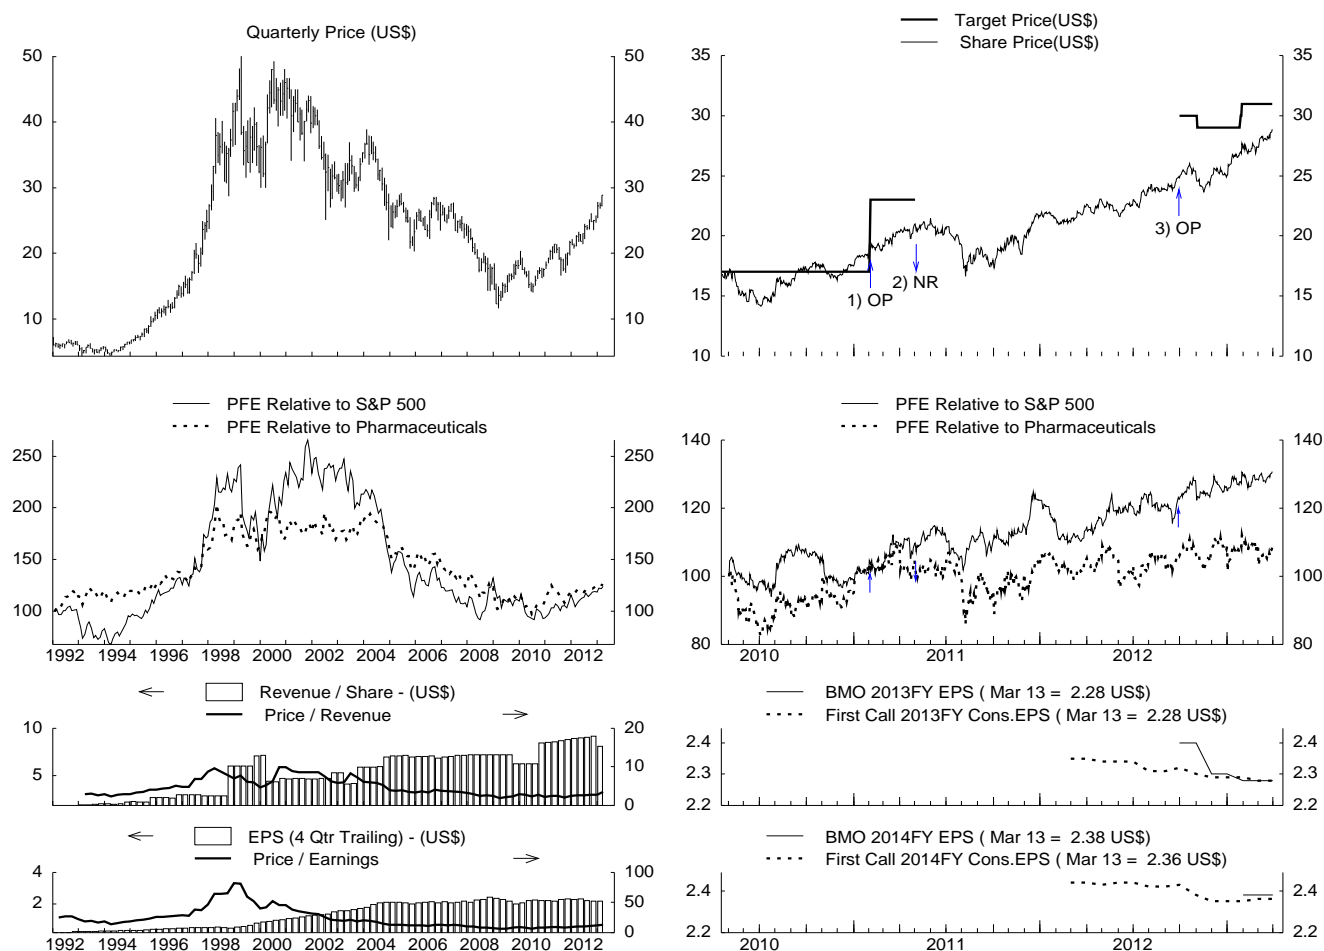 Quarterly Price (US$)
50
50
40
40
30
30
20
20
10
10
Target Price(US$)
Share Price(US$)
35
35
30
30
25
25
20
20
15
15
10
10
1) OP
2) NR
3) OP
PFE Relative to S&P 500
PFE Relative to Pharmaceuticals
250
250
200
200
150
150
100
100
1992 1994 1996 1998 2000 2002 2004 2006 2008 2010 2012
PFE Relative to S&P 500
PFE Relative to Pharmaceuticals
140
140
120
120
100
100
80
80
2010 2011 2012
Revenue / Share - (US$)
Price / Revenue
10
20
5
10
0
BMO 2013FY EPS ( Mar 13 = 2.28 US$)
First Call 2013FY Cons.EPS ( Mar 13 = 2.28 US$)
2.4
2.4
2.3
2.3
2.2
2.2
EPS (4 Qtr Trailing) - (US$)
Price / Earnings
4
100
2
50
0
1992 1994 1996 1998 2000 2002 2004 2006 2008 2010 2012
BMO 2014FY EPS ( Mar 13 = 2.38 US$)
First Call 2014FY Cons.EPS ( Mar 13 = 2.36 US$)
2.4
2.4
2.2
2.2
2010 2011 2012